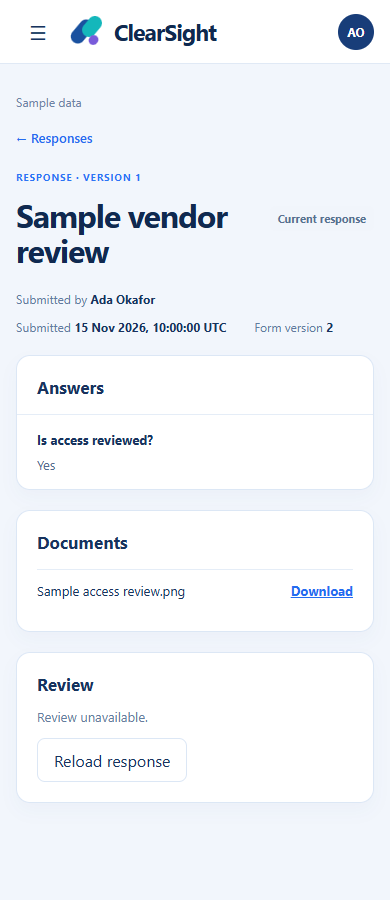 ClearSight
AO
Sample data
← Responses
RESPONSE · VERSION 1
Sample vendor
review
Current response
Submitted by Ada Okafor
Submitted 15 Nov 2026, 10:00:00 UTC
Form version 2
Answers
Is access reviewed?
Yes
Documents
Sample access review.png
Download
Review
Review unavailable.
Reload response